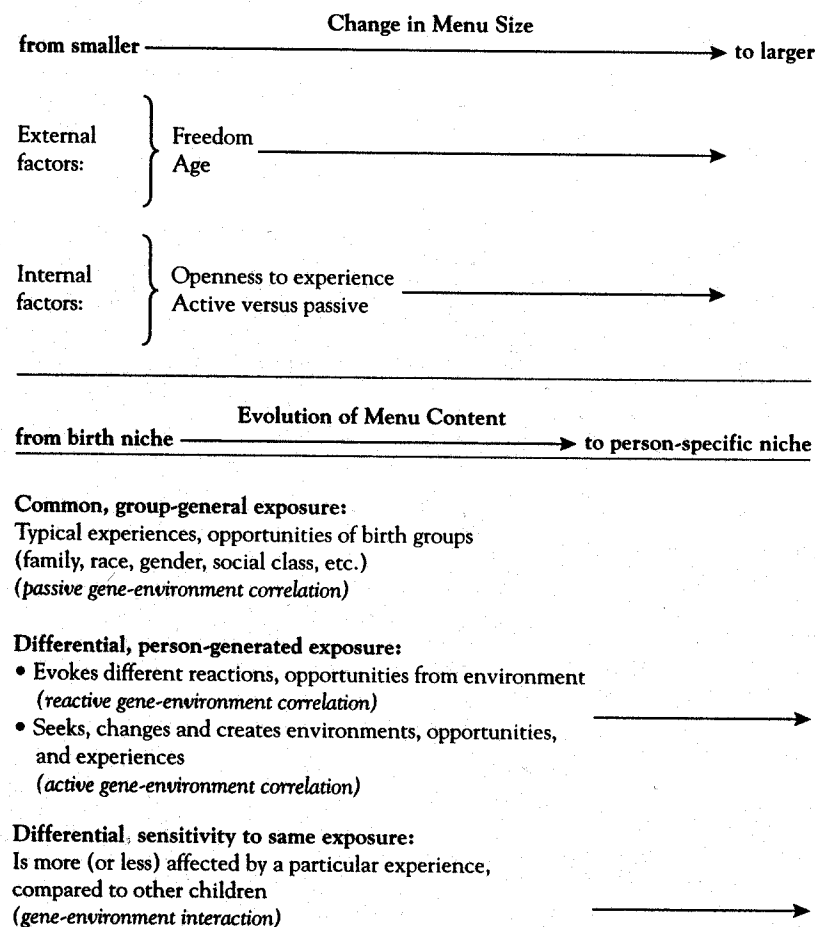 Change in Menu Size
from smaller to larger
External
factors:
Freedom
Age
Internal
factors:
Openness to experience
Active versus passive
Evolution of Menu Content
from birth niche to person-specific niche
Common, group-general exposure:
Typical experiences, opportunities of birth groups
(family, race, gender, social class, etc.)
(passive gene-environment correlation)
Differential, person-generated exposure:
• Evokes different reactions, opportunities from environment
(reactive gene-environment correlation)
• Seeks, changes and creates environments, opportunities,
and experiences
(active gene-environment correlation)
Differential, sensitivity to same exposure:
Is more (or less) affected by a particular experience,
compared to other children
(gene-environment interaction)